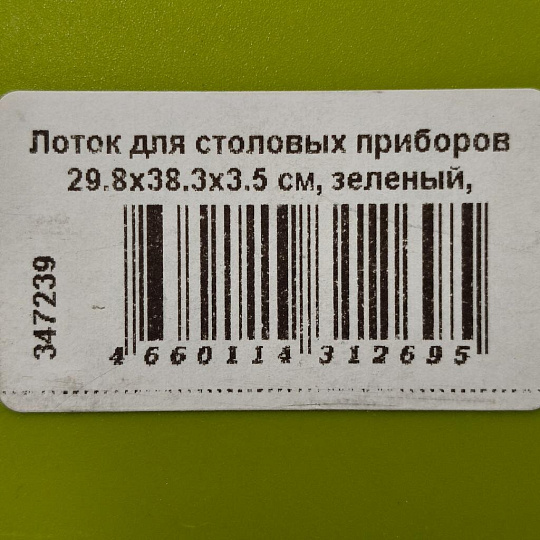 Лоток для столовых приборов
29.8х38.3х3.5 см, зеленый,
347239
4 660114 312695